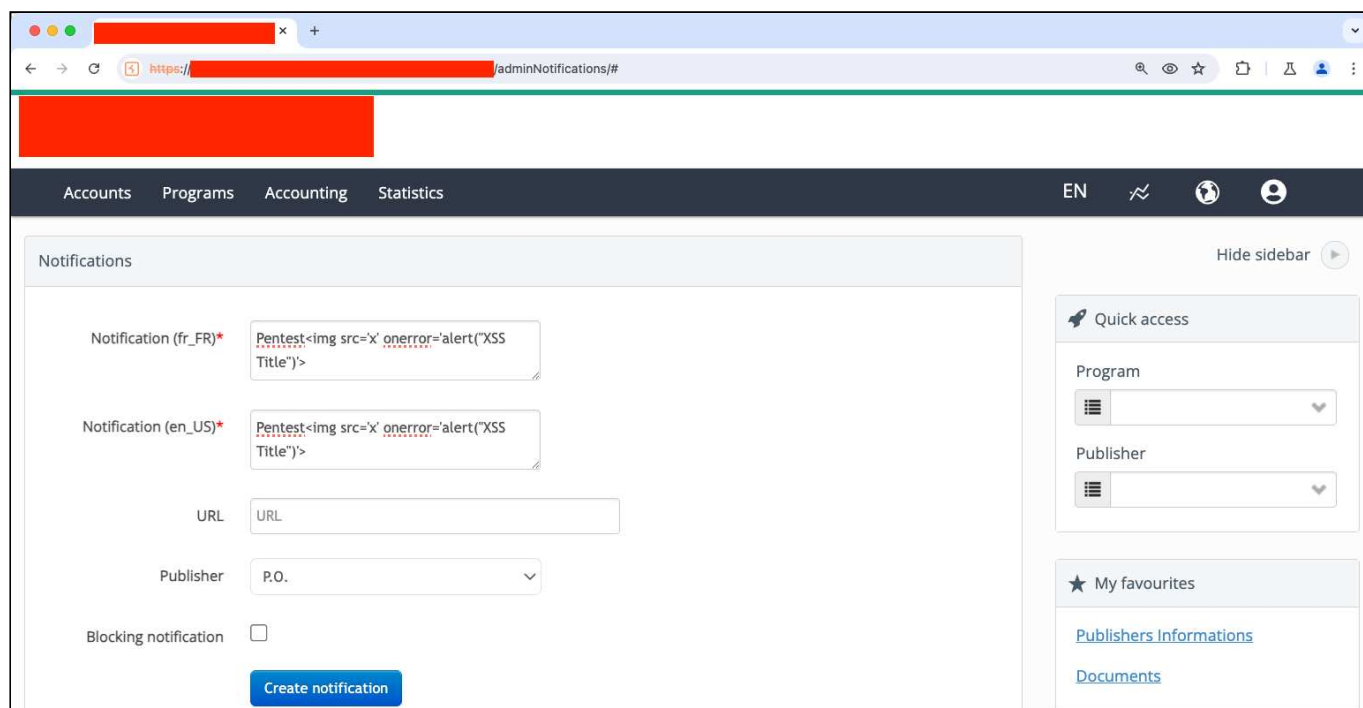 https://
/adminNotifications/#
Accounts Programs Accounting Statistics EN
Notifications
Hide sidebar
Notification (fr_FR)*
Pentest<img src='x' onerror='alert("XSS
Title")'>
Notification (en_US)*
Pentest<img src='x' onerror='alert("XSS
Title")'>
URL
URL
Publisher
P.O.
Blocking notification
Create notification
Quick access
Program
Publisher
My favourites
Publishers Informations
Documents